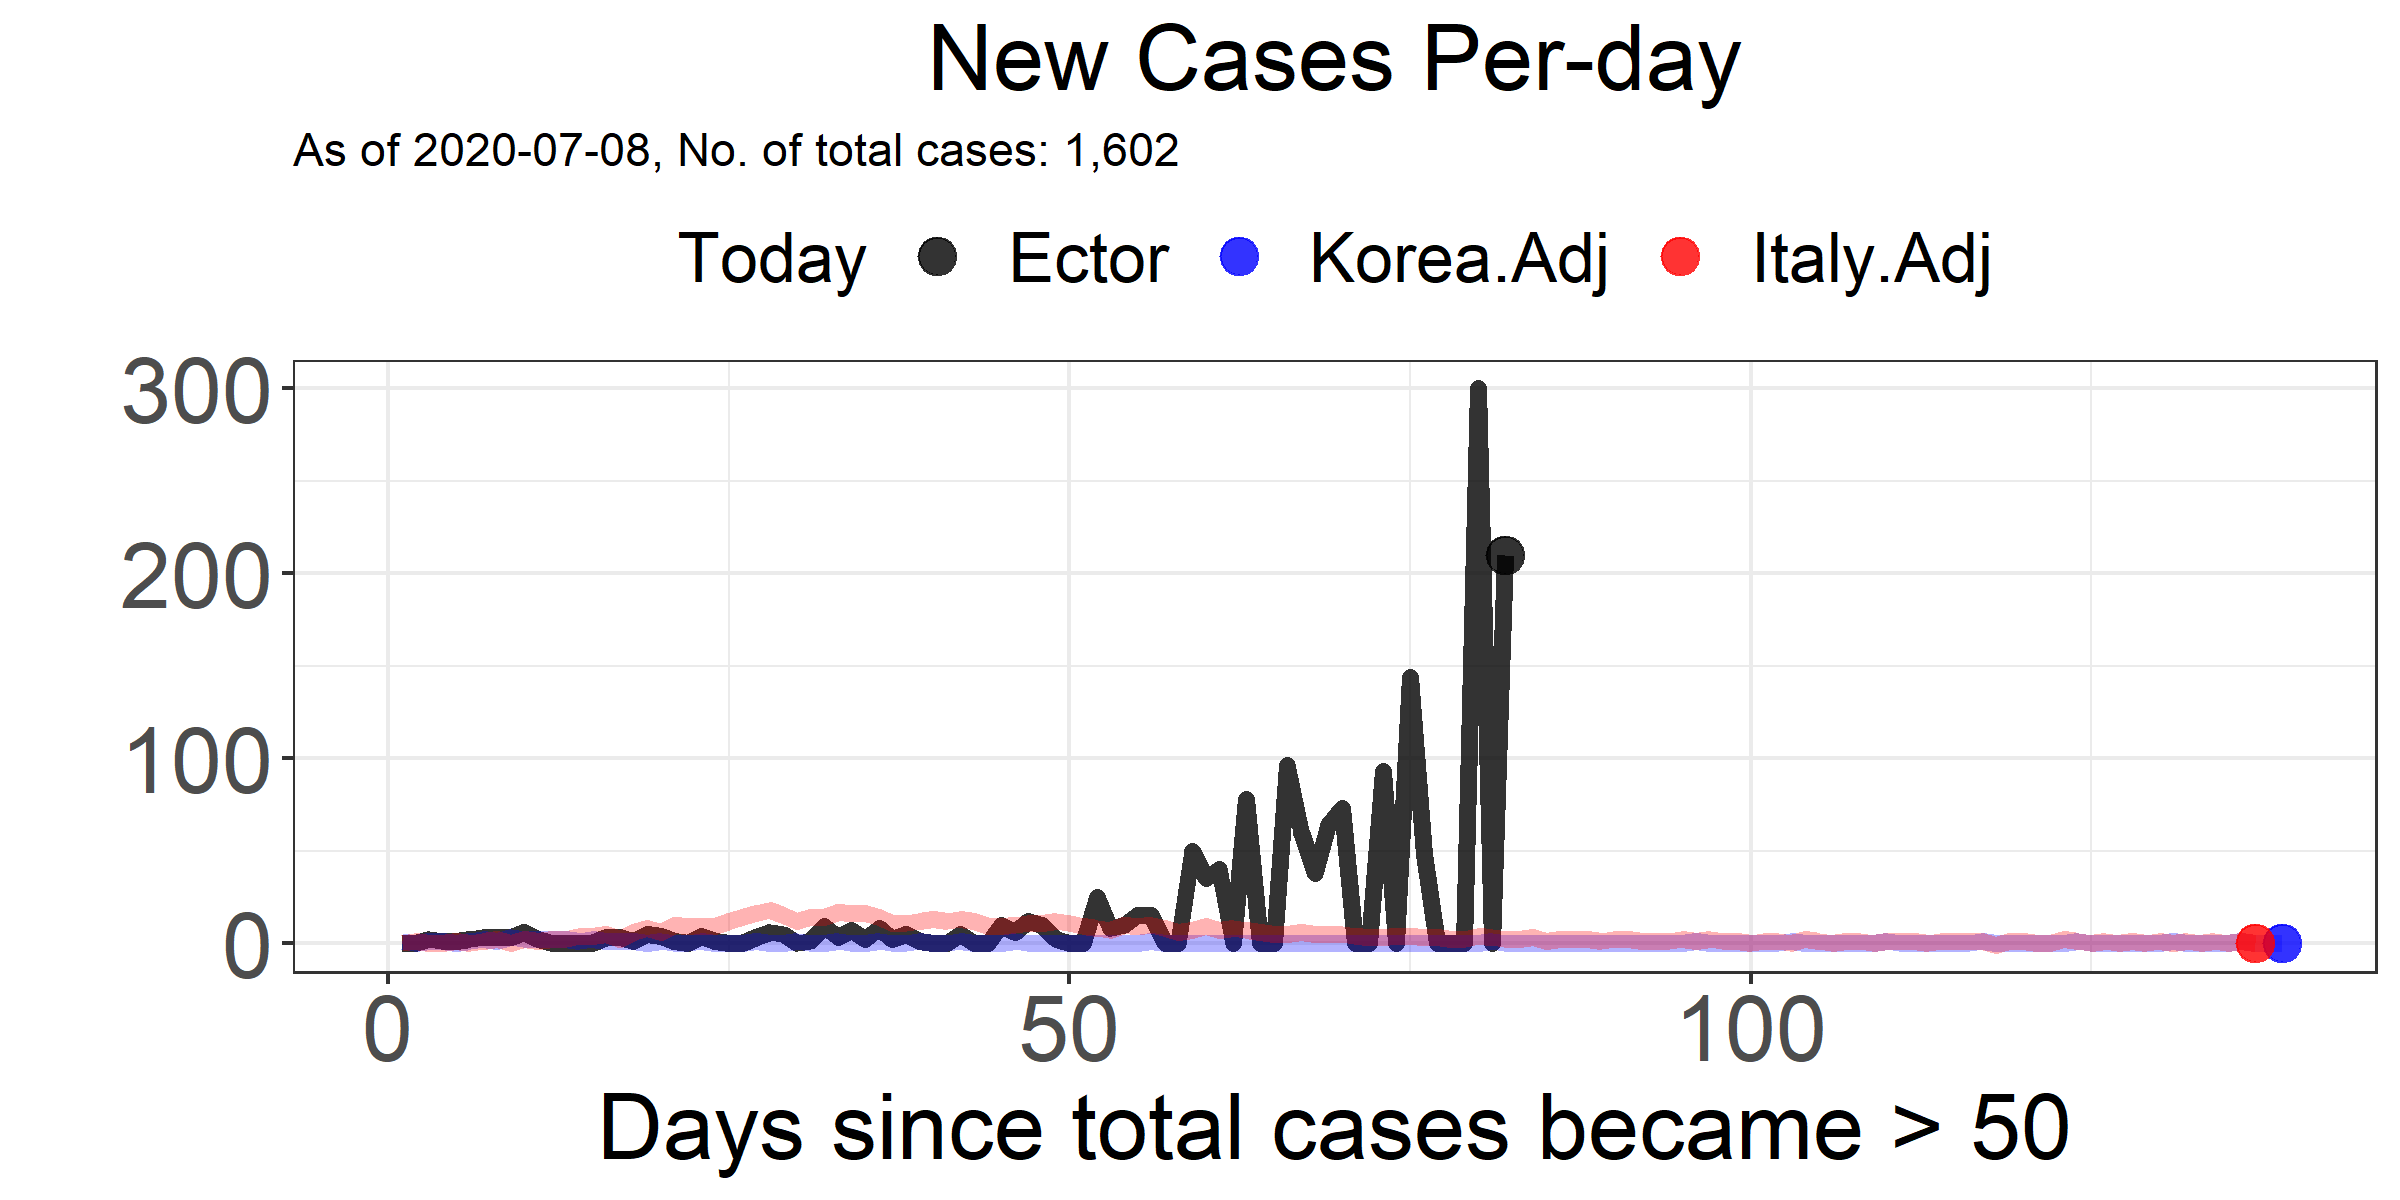 New Cases Per-day
As of 2020-07-08, No. of total cases: 1,602
Today Ector Korea.Adj Italy.Adj
300
200
100
0
0 50 100
Days since total cases became > 50